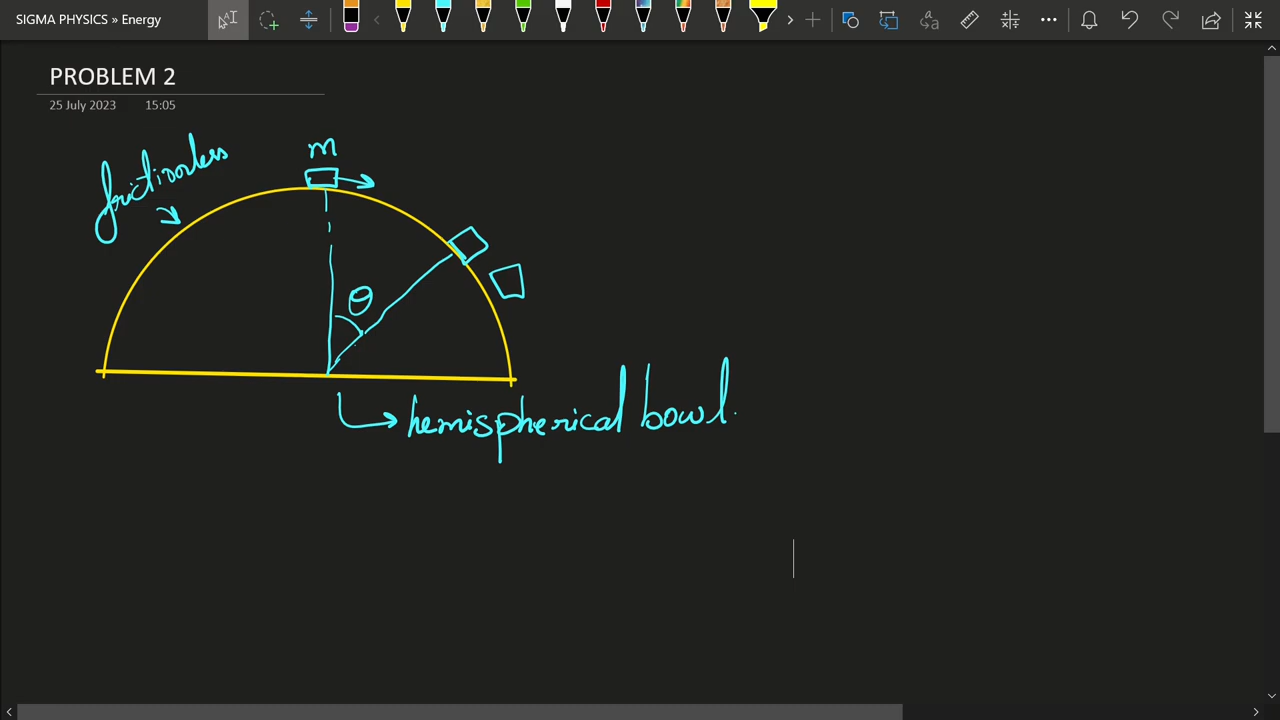 SIGMA PHYSICS » Energy
PROBLEM 2
25 July 2023 15:05
frictionless
m
θ
hemispherical bowl.